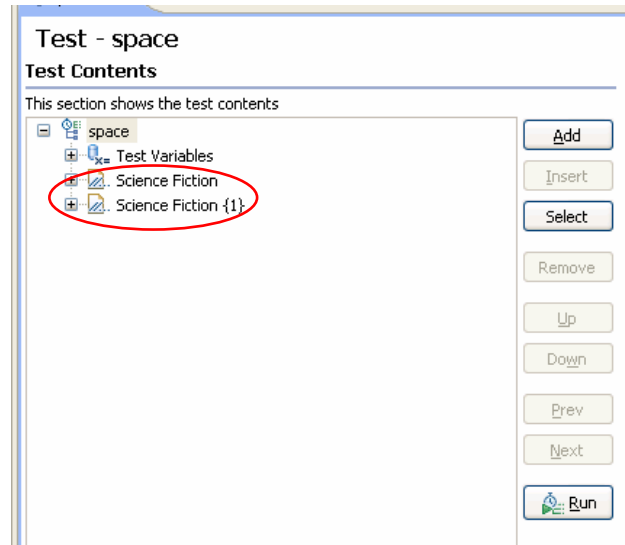 Test - space
Test Contents
This section shows the test contents
space
Test Variables
Science Fiction
Science Fiction {1}
Add
Insert
Select
Remove
Up
Down
Prev
Next
Run